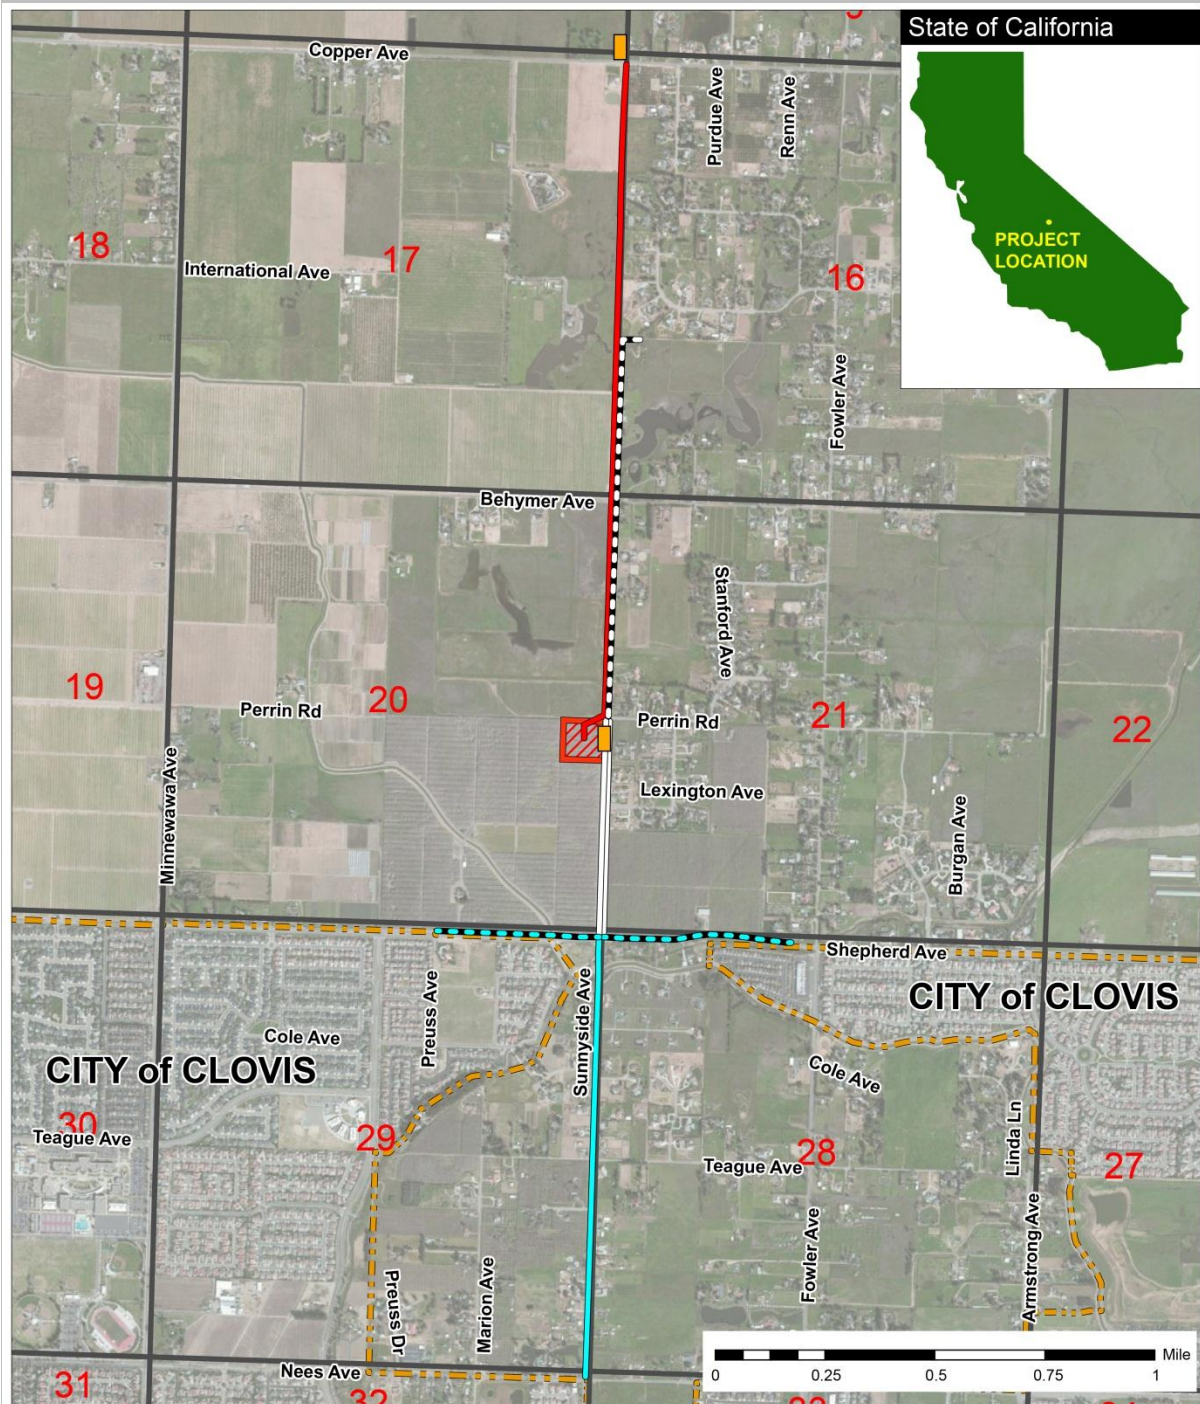 State of California
PROJECT
LOCATION
Copper Ave
Purdue Ave
Renn Ave
18
International Ave
17
16
Fowler Ave
Behymer Ave
Stanford Ave
19
Perrin Rd
20
Perrin Rd
21
22
Minnewawa Ave
Lexington Ave
Burgan Ave
Shepherd Ave
CITY of CLOVIS
Preuss Ave
Sunnyside Ave
Cole Ave
CITY of CLOVIS
Cole Ave
30
Teague Ave
29
Linda Ln
28
27
Teague Ave
Armstrong Ave
Fowler Ave
Marion Ave
Preuss Dr
Nees Ave
31
32
Mile
0 0.25 0.5 0.75 1